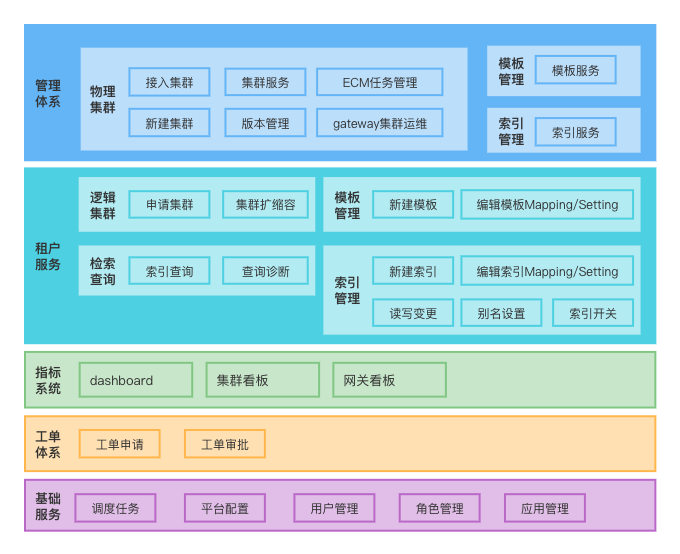 管理
体系
物理
集群
接入集群
集群服务
ECM任务管理
新建集群
版本管理
gateway集群运维
模板
管理
模板服务
索引
管理
索引服务
租户
服务
逻辑
集群
申请集群
集群扩缩容
模板
管理
新建模板
编辑模板Mapping/Setting
检索
查询
索引查询
查询诊断
索引
管理
新建索引
编辑索引Mapping/Setting
读写变更
别名设置
索引开关
指标
系统
dashboard
集群看板
网关看板
工单
体系
工单申请
工单审批
基础
服务
调度任务
平台配置
用户管理
角色管理
应用管理